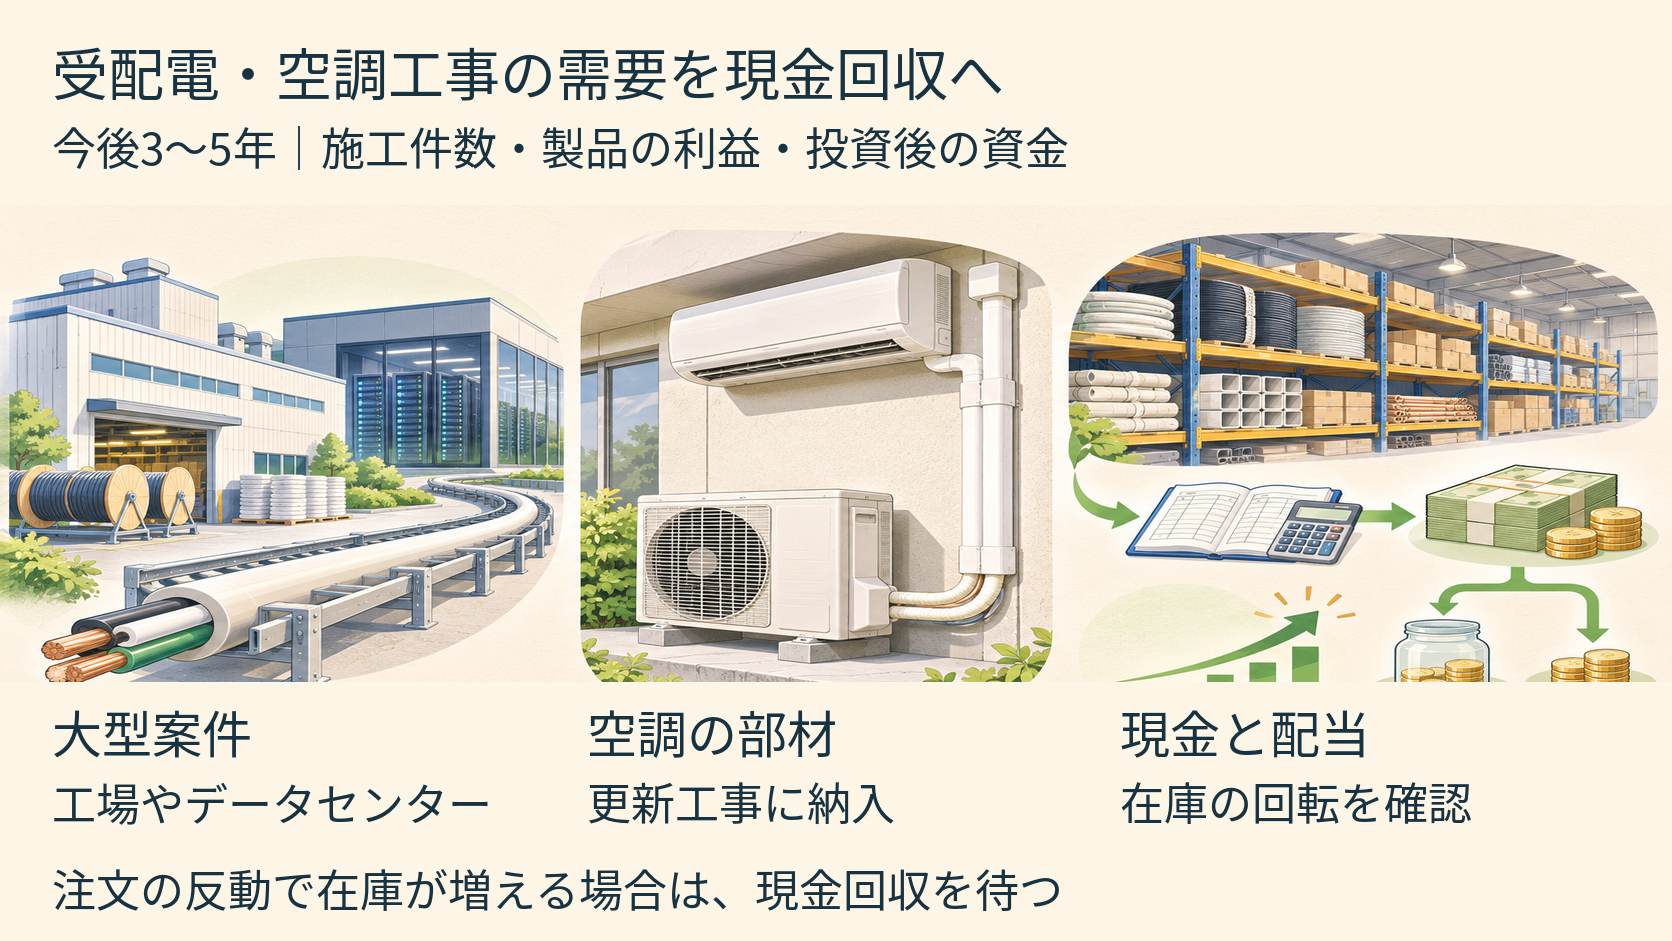 受配電・空調工事の需要を現金回収へ
今後3〜5年｜施工件数・製品の利益・投資後の資金
大型案件
工場やデータセンター
空調の部材
更新工事に納入
現金と配当
在庫の回転を確認
注文の反動で在庫が増える場合は、現金回収を待つ